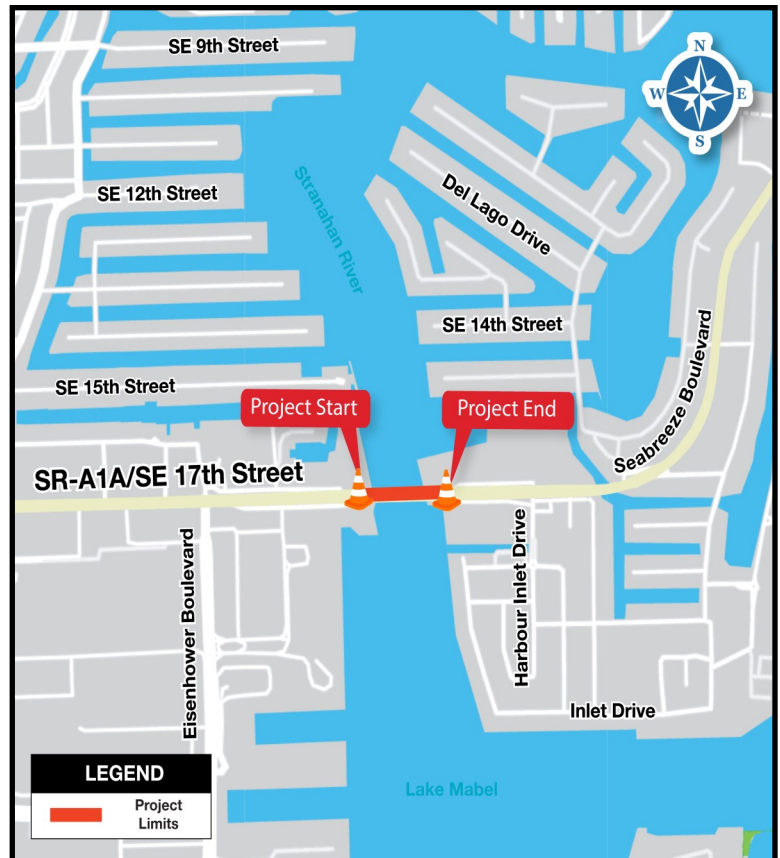 SE 9th Street
N
W
E
S
SE 12th Street
Stranahan River
Del Lago Drive
SE 14th Street
SE 15th Street
Project Start
Project End
Seabreeze Boulevard
SR-A1A/SE 17th Street
Eisenhower Boulevard
Harbour Inlet Drive
Inlet Drive
Lake Mabel
LEGEND
Project
Limits